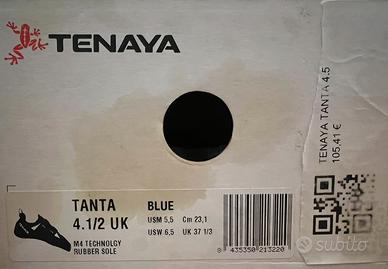 TENAYA
TENAYA TANTA 4.5
105,41 €
TANTA
4.1/2 UK
M4 TECHNOLGY
RUBBER SOLE
BLUE
USM 5,5 Cm 23,1
USW 6,5 UK 37 1/3
8 435350 213220
subito